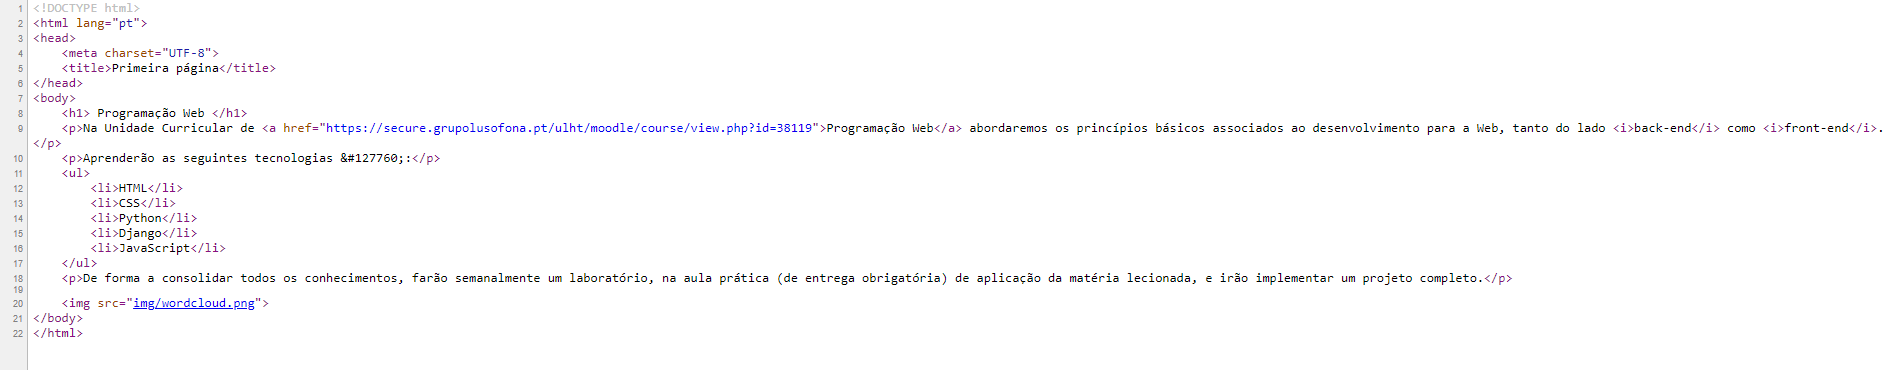 1 <!DOCTYPE html>
2 <html lang="pt">
3 <head>
4     <meta charset="UTF-8">
5     <title>Primeira página</title>
6 </head>
7 <body>
8     <h1> Programação Web </h1>
9     <p>Na Unidade Curricular de <a href="https://secure.grupolusofona.pt/ulht/moodle/course/view.php?id=38119">Programação Web</a> abordaremos os princípios básicos associados ao desenvolvimento para a Web, tanto do lado <i>back-end</i> como <i>front-end</i>.
</p>
10     <p>Aprenderão as seguintes tecnologias &#127760;:</p>
11     <ul>
12         <li>HTML</li>
13         <li>CSS</li>
14         <li>Python</li>
15         <li>Django</li>
16         <li>JavaScript</li>
17     </ul>
18     <p>De forma a consolidar todos os conhecimentos, farão semanalmente um laboratório, na aula prática (de entrega obrigatória) de aplicação da matéria lecionada, e irão implementar um projeto completo.</p>
19
20     <img src="img/wordcloud.png">
21 </body>
22 </html>